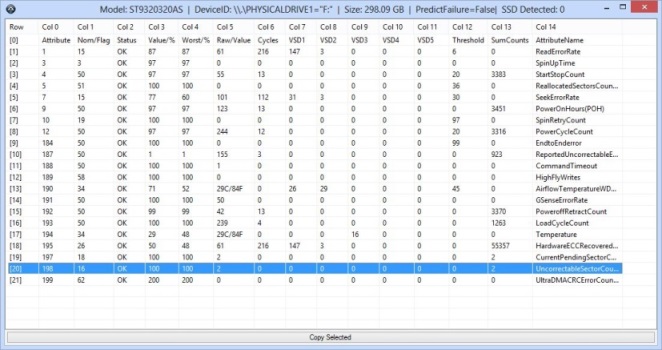 Model: ST9320320AS | DeviceID: \\.\PHYSICALDRIVE1="F:" | Size: 298.09 GB | PredictFailure=False| SSD Detected: 0
Row Col 0 Col 1 Col 2 Col 3 Col 4 Col 5 Col 6 Col 7 Col 8 Col 9 Col 10 Col 11 Col 12 Col 13 Col 14
[0] Attribute Nom/Flag Status Value/% Worst/% Raw/Value Cycles VSD1 VSD2 VSD3 VSD4 VSD5 Threshold SumCounts AttributeName
[1] 1 15 OK 87 87 61 216 147 3 0 0 0 6 0 ReadErrorRate
[2] 3 3 OK 97 97 0 0 0 0 0 0 0 0 0 SpinUpTime
[3] 4 50 OK 97 97 55 13 0 0 0 0 0 20 3383 StartStopCount
[4] 5 51 OK 100 100 0 0 0 0 0 0 0 36 0 ReallocatedSectorsCoun...
[5] 7 15 OK 77 60 101 112 31 3 0 0 0 30 0 SeekErrorRate
[6] 9 50 OK 97 97 123 13 0 0 0 0 0 0 3451 PowerOnHours(POH)
[7] 10 19 OK 100 100 0 0 0 0 0 0 0 97 0 SpinRetryCount
[8] 12 50 OK 97 97 244 12 0 0 0 0 0 20 3316 PowerCycleCount
[9] 184 50 OK 100 100 0 0 0 0 0 0 0 99 0 EndtoEnderror
[10] 187 50 OK 1 1 155 3 0 0 0 0 0 0 923 ReportedUncorrectableE...
[11] 188 50 OK 100 100 0 0 0 0 0 0 0 0 0 CommandTimeout
[12] 189 58 OK 100 100 0 0 0 0 0 0 0 0 0 HighFlyWrites
[13] 190 34 OK 71 52 29C/84F 0 26 29 0 0 0 45 0 AirflowTemperatureWD...
[14] 191 50 OK 100 100 0 0 0 0 0 0 0 0 0 GSenseErrorRate
[15] 192 50 OK 99 99 42 13 0 0 0 0 0 0 3370 PoweroffRetractCount
[16] 193 50 OK 100 100 239 4 0 0 0 0 0 0 1263 LoadCycleCount
[17] 194 34 OK 29 48 29C/84F 0 0 0 16 0 0 0 0 Temperature
[18] 195 26 OK 50 48 61 216 147 3 0 0 0 0 55357 HardwareECCRecovered...
[19] 197 18 OK 100 100 2 0 0 0 0 0 0 0 2 CurrentPendingSectorC...
[20] 198 16 OK 100 100 2 0 0 0 0 0 0 0 2 UncorrectableSectorCou...
[21] 199 62 OK 200 200 0 0 0 0 0 0 0 0 0 UltraDMACRCErrorCoun...
Copy Selected